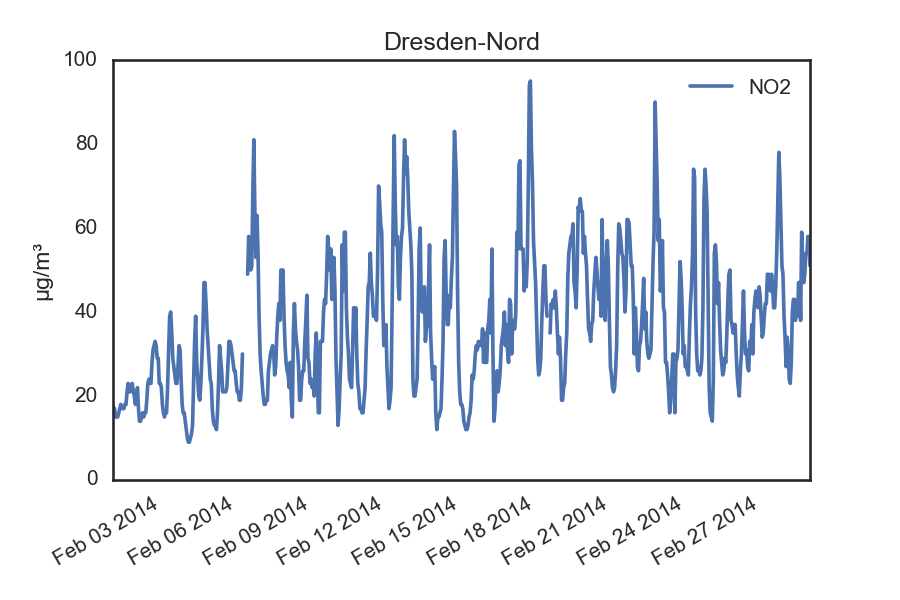 Dresden-Nord
100
80
60
40
20
0
µg/m³
NO2
Feb 03 2014
Feb 06 2014
Feb 09 2014
Feb 12 2014
Feb 15 2014
Feb 18 2014
Feb 21 2014
Feb 24 2014
Feb 27 2014